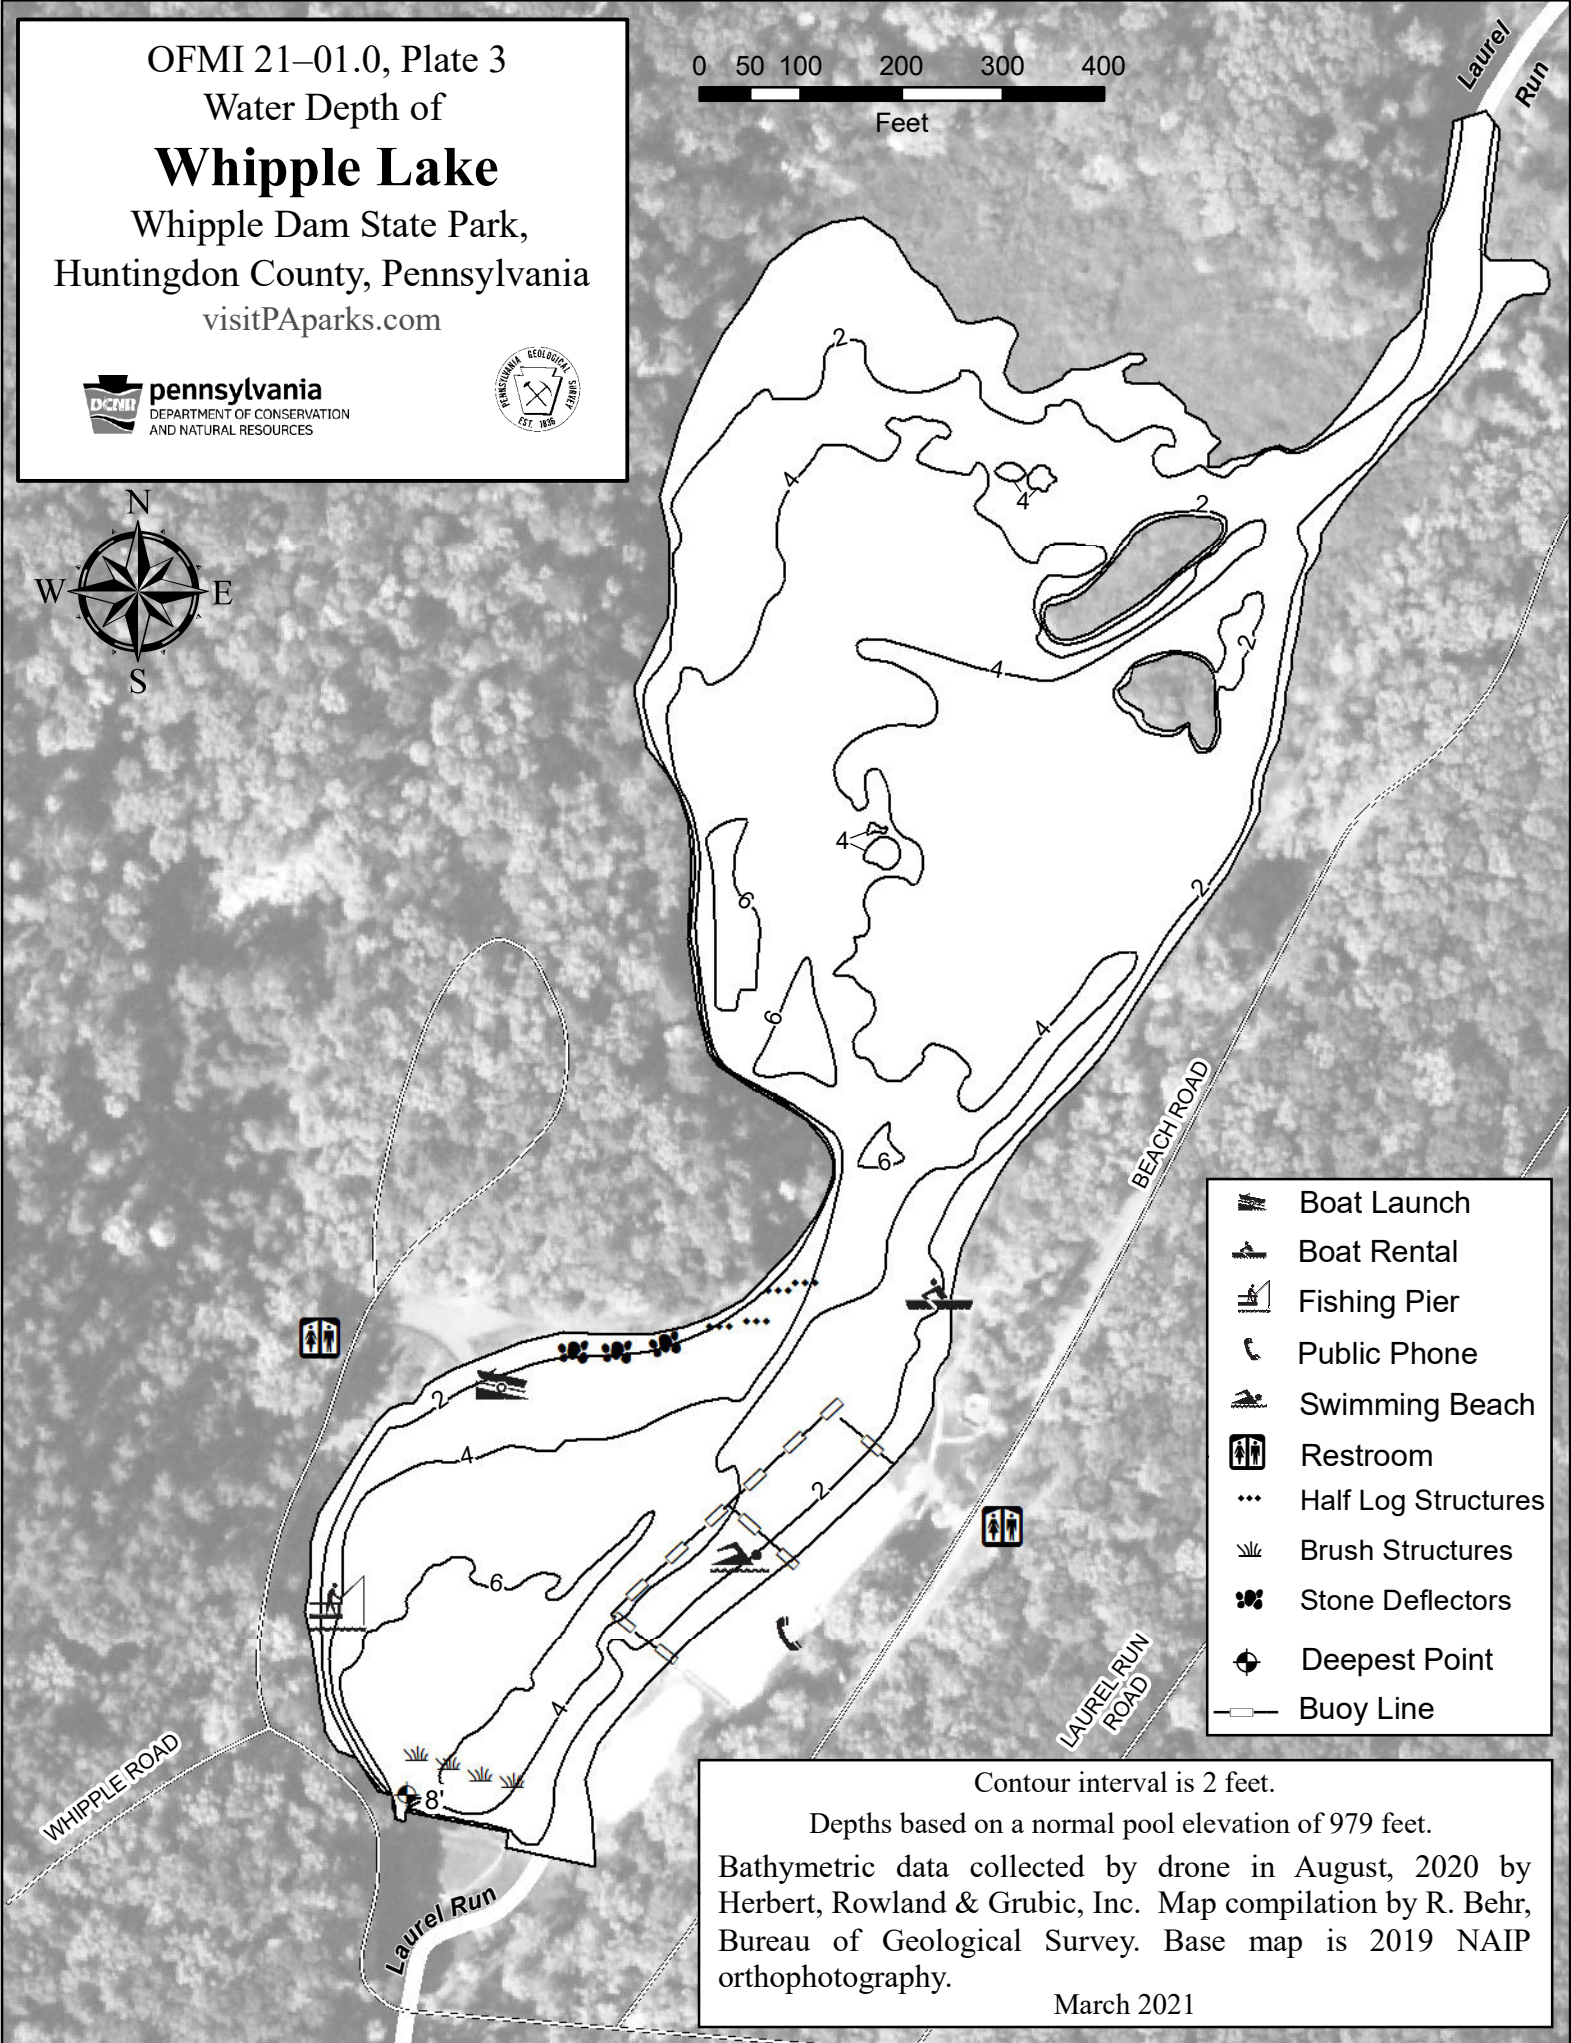 OFMI 21–01.0, Plate 3
Water Depth of
Whipple Lake
Whipple Dam State Park,
Huntingdon County, Pennsylvania
visitPAparks.com
DCNR
pennsylvania
DEPARTMENT OF CONSERVATION
AND NATURAL RESOURCES
PENNSYLVANIA GEOLOGICAL SURVEY
EST. 1836
0 50 100 200 300 400
Feet
Laurel
Run
N
W E
S
2
4
4
2
4
2
4
6
2
6
4
6
2
4
2
6
4
8'
BEACH ROAD
LAUREL RUN
ROAD
WHIPPLE ROAD
Laurel Run
Boat Launch
Boat Rental
Fishing Pier
Public Phone
Swimming Beach
Restroom
Half Log Structures
Brush Structures
Stone Deflectors
Deepest Point
Buoy Line
Contour interval is 2 feet.
Depths based on a normal pool elevation of 979 feet.
Bathymetric data collected by drone in August, 2020 by
Herbert, Rowland & Grubic, Inc. Map compilation by R. Behr,
Bureau of Geological Survey. Base map is 2019 NAIP
orthophotography.
March 2021